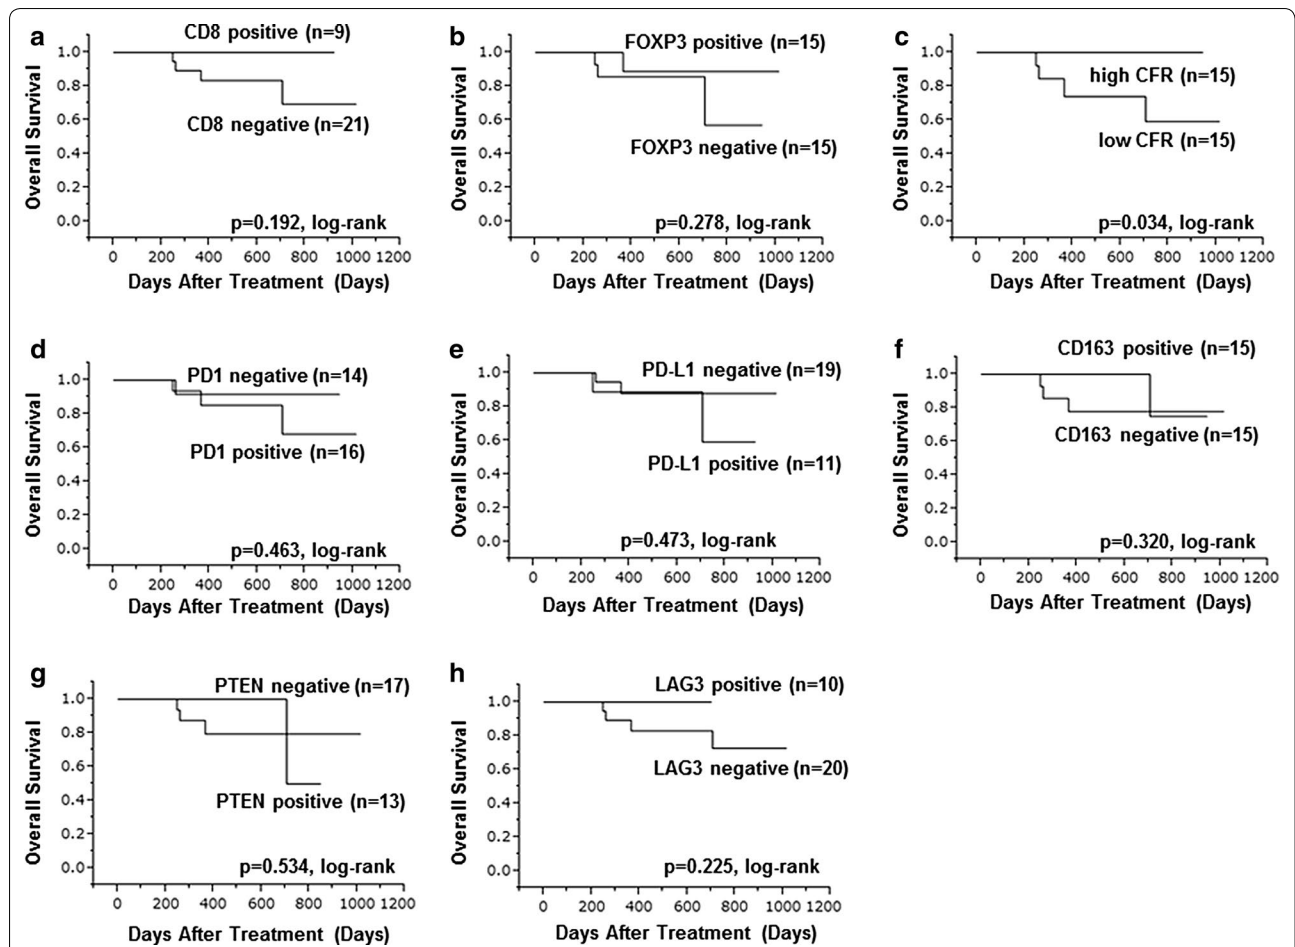 a
CD8 positive (n=9)
1.0
0.8
0.6
0.4
0.2
0.0
Overall Survival
CD8 negative (n=21)
p=0.192, log-rank
0 200 400 600 800 1000 1200
Days After Treatment (Days)
b
FOXP3 positive (n=15)
1.0
0.8
0.6
0.4
0.2
0.0
Overall Survival
FOXP3 negative (n=15)
p=0.278, log-rank
0 200 400 600 800 1000 1200
Days After Treatment (Days)
c
1.0
0.8
0.6
0.4
0.2
0.0
Overall Survival
high CFR (n=15)
low CFR (n=15)
p=0.034, log-rank
0 200 400 600 800 1000 1200
Days After Treatment (Days)
d
PD1 negative (n=14)
1.0
0.8
0.6
0.4
0.2
0.0
Overall Survival
PD1 positive (n=16)
p=0.463, log-rank
0 200 400 600 800 1000 1200
Days After Treatment (Days)
e
PD-L1 negative (n=19)
1.0
0.8
0.6
0.4
0.2
0.0
Overall Survival
PD-L1 positive (n=11)
p=0.473, log-rank
0 200 400 600 800 1000 1200
Days After Treatment (Days)
f
CD163 positive (n=15)
1.0
0.8
0.6
0.4
0.2
0.0
Overall Survival
CD163 negative (n=15)
p=0.320, log-rank
0 200 400 600 800 1000 1200
Days After Treatment (Days)
g
PTEN negative (n=17)
1.0
0.8
0.6
0.4
0.2
0.0
Overall Survival
PTEN positive (n=13)
p=0.534, log-rank
0 200 400 600 800 1000 1200
Days After Treatment (Days)
h
LAG3 positive (n=10)
1.0
0.8
0.6
0.4
0.2
0.0
Overall Survival
LAG3 negative (n=20)
p=0.225, log-rank
0 200 400 600 800 1000 1200
Days After Treatment (Days)